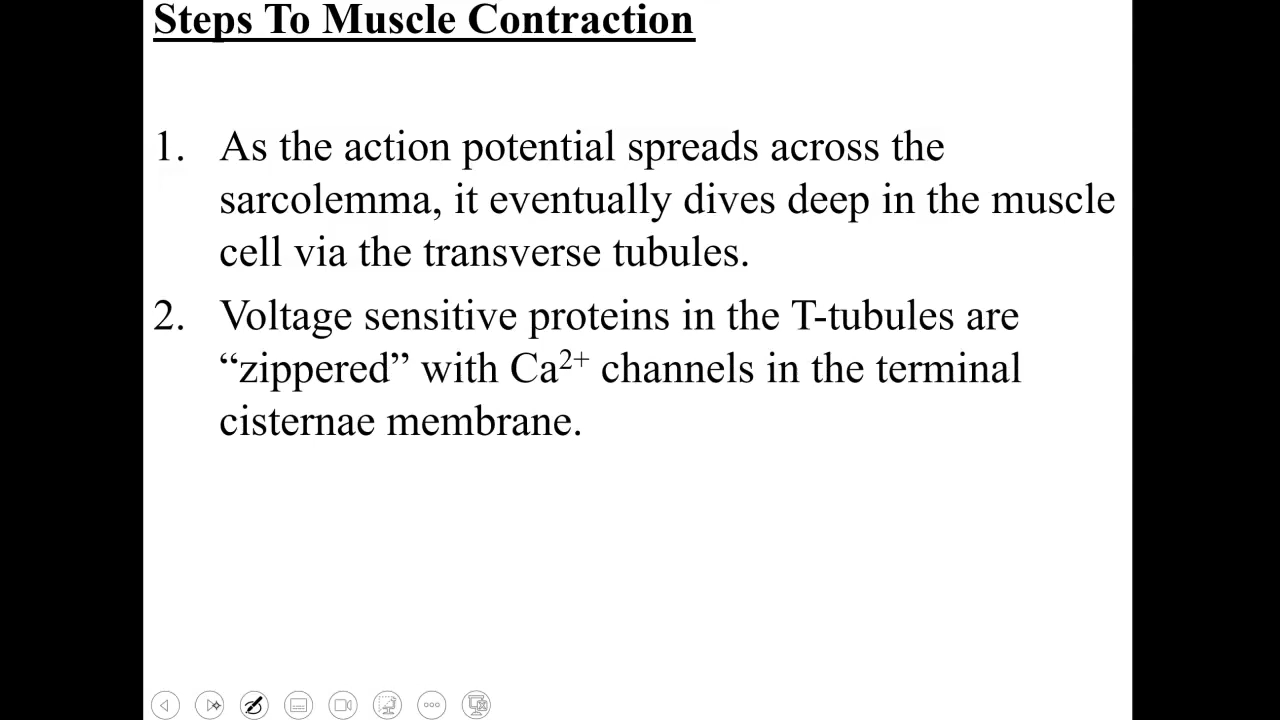 Steps To Muscle Contraction
1. As the action potential spreads across the
sarcolemma, it eventually dives deep in the muscle
cell via the transverse tubules.
2. Voltage sensitive proteins in the T-tubules are
“zippered” with Ca²⁺ channels in the terminal
cisternae membrane.